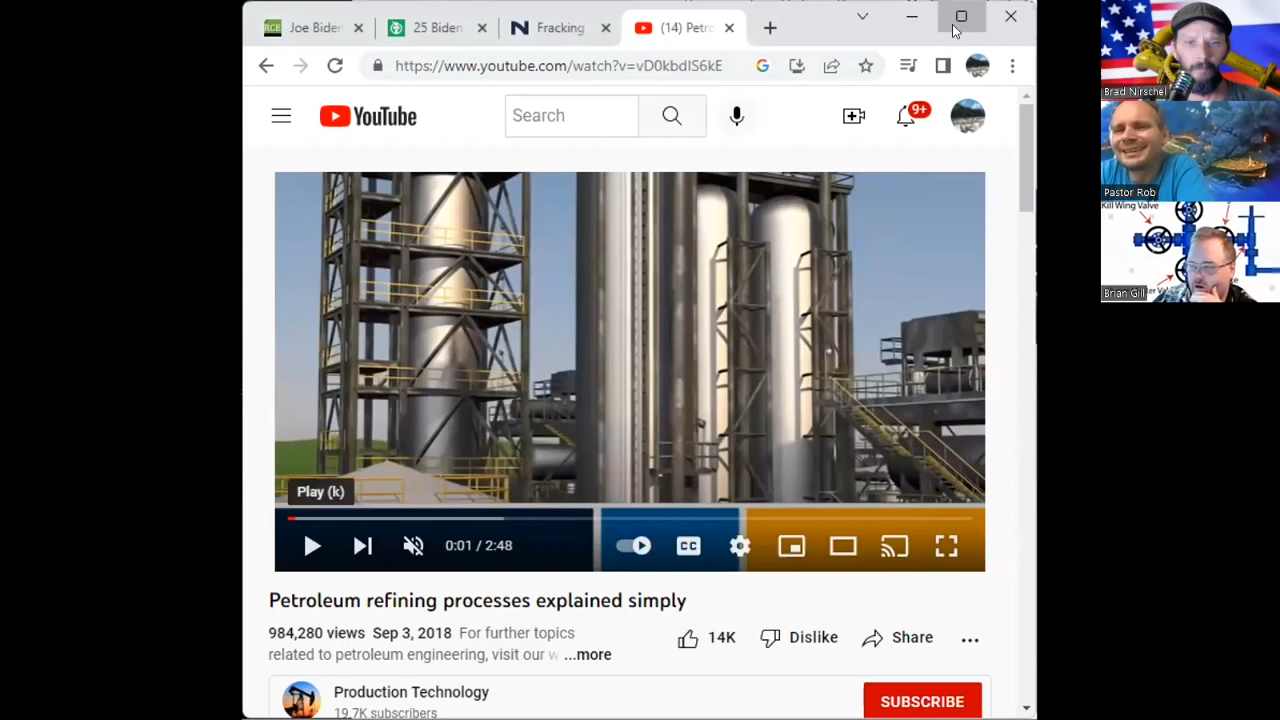 Joe Biden
25 Biden
Fracking
(14) Petro
https://www.youtube.com/watch?v=vD0kbdIS6kE
YouTube
Search
9+
Play (k)
0:01 / 2:48
CC
Petroleum refining processes explained simply
984,280 views Sep 3, 2018 For further topics
related to petroleum engineering, visit our w ...more
14K
Dislike
Share
Production Technology
19.7K subscribers
SUBSCRIBE
Brad Nirschel
Pastor Rob
Kill Wing Valve
Brian Gill